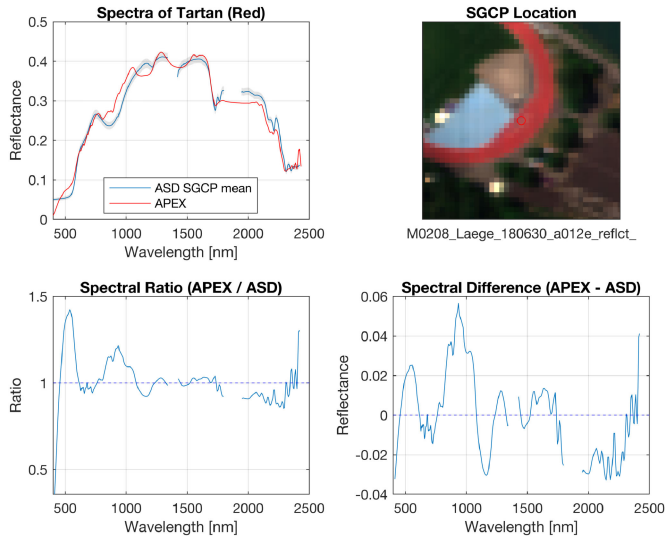 Spectra of Tartan (Red)
0.5
0.4
0.3
0.2
0.1
0
Reflectance
ASD SGCP mean
APEX
500 1000 1500 2000 2500
Wavelength [nm]
SGCP Location
M0208_Laege_180630_a012e_reflct_
Spectral Ratio (APEX / ASD)
1.5
1
0.5
Ratio
500 1000 1500 2000 2500
Wavelength [nm]
Spectral Difference (APEX - ASD)
0.06
0.04
0.02
0
-0.02
-0.04
Reflectance
500 1000 1500 2000 2500
Wavelength [nm]